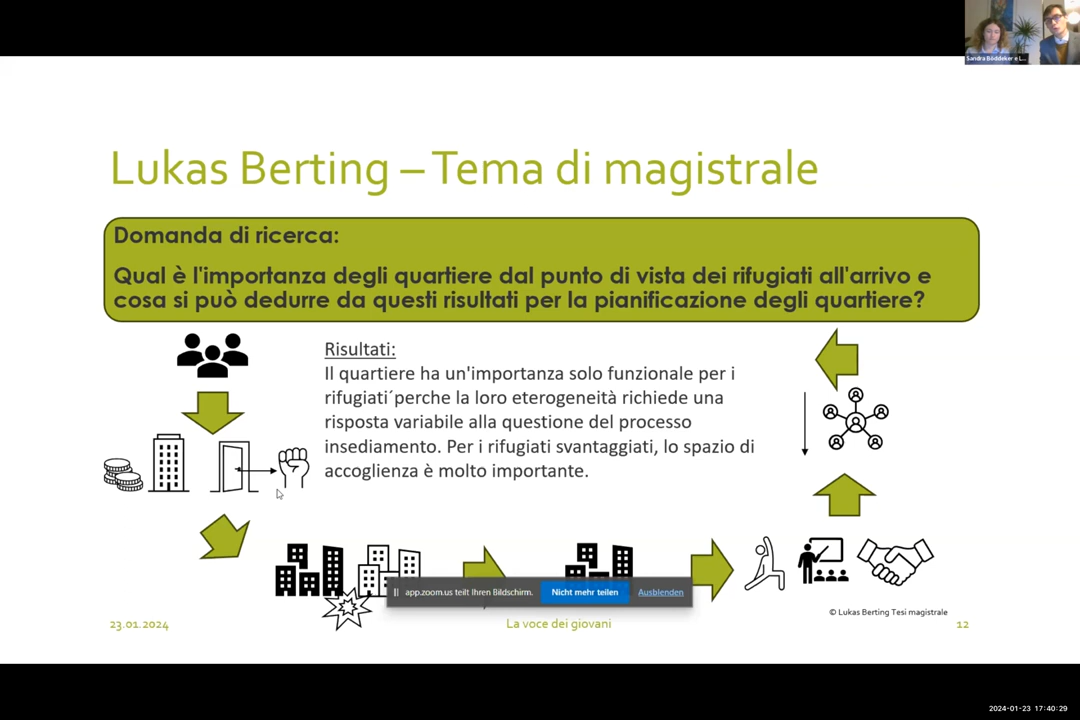 Sandra Böddeker e L...
Lukas Berting – Tema di magistrale
Domanda di ricerca:
Qual è l'importanza degli quartiere dal punto di vista dei rifugiati all'arrivo e
cosa si può dedurre da questi risultati per la pianificazione degli quartiere?
Risultati:
Il quartiere ha un'importanza solo funzionale per i
rifugiati´perche la loro eterogeneità richiede una
risposta variabile alla questione del processo
insediamento. Per i rifugiati svantaggiati, lo spazio di
accoglienza è molto importante.
app.zoom.us teilt Ihren Bildschirm.
Nicht mehr teilen
Ausblenden
© Lukas Berting Tesi magistrale
23.01.2024
La voce dei giovani
12
2024-01-23 17:40:29